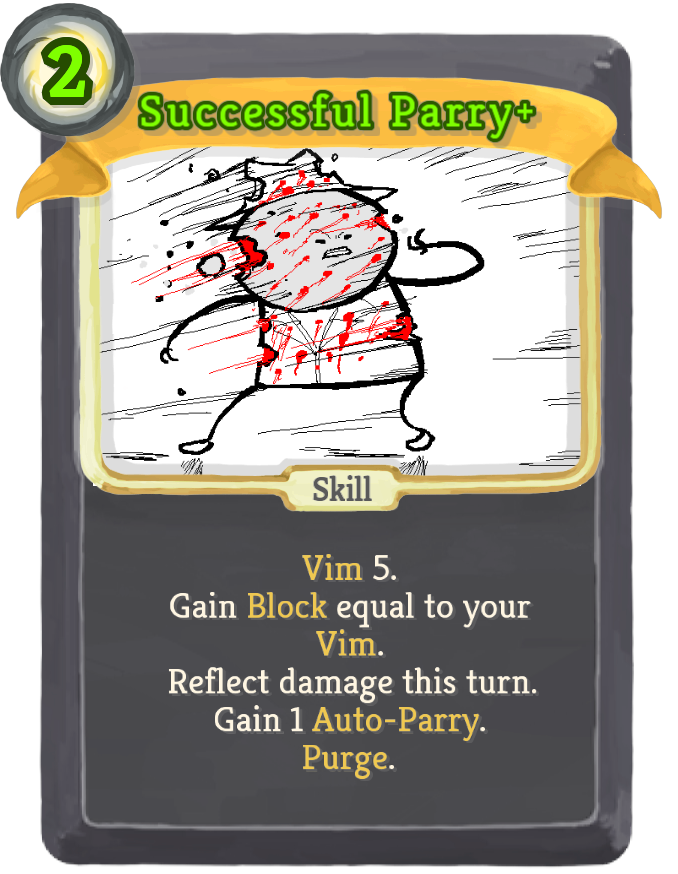 2
Successful Parry+
Skill
Vim 5.
Gain Block equal to your
Vim.
Reflect damage this turn.
Gain 1 Auto-Parry.
Purge.